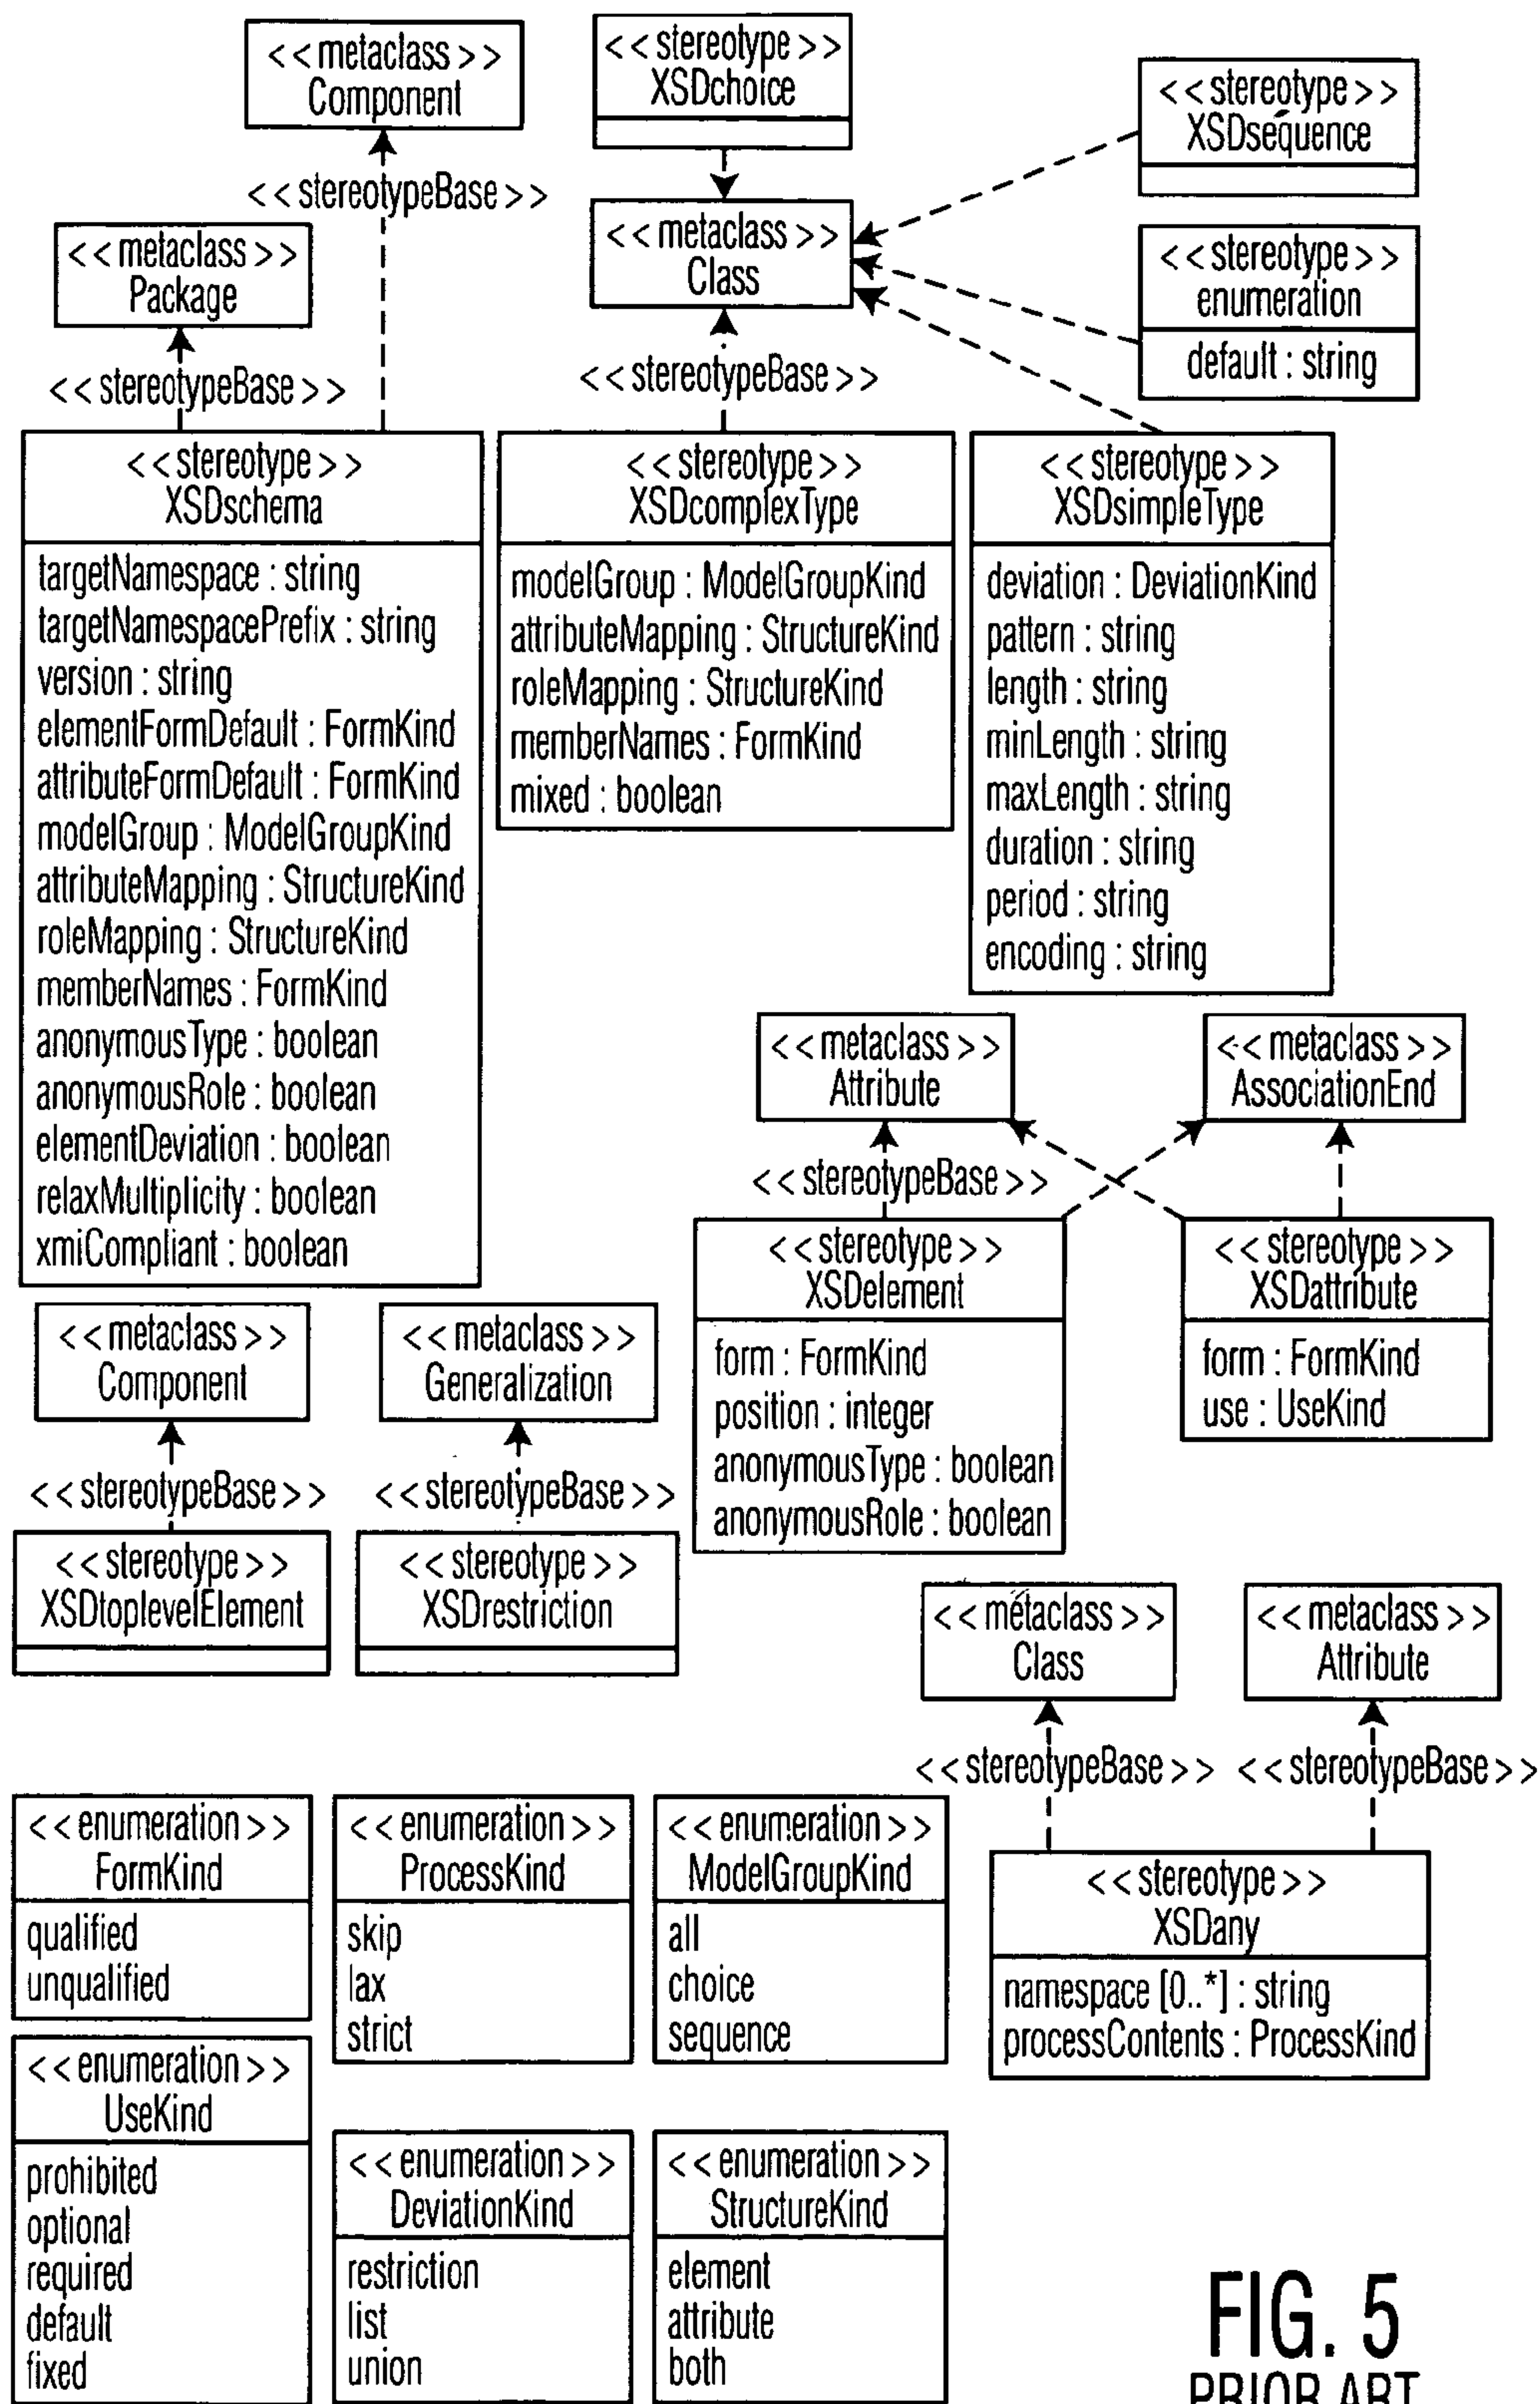 <<metaclass>>
Component
<<stereotype>>
XSDchoice
<<stereotype>>
XSDsequence
<<stereotypeBase>>
<<metaclass>>
Package
<<metaclass>>
Class
<<stereotype>>
enumeration
default : string
<<stereotypeBase>>
<<stereotypeBase>>
<<stereotype>>
XSDschema
targetNamespace : string
targetNamespacePrefix : string
version : string
elementFormDefault : FormKind
attributeFormDefault : FormKind
modelGroup : ModelGroupKind
attributeMapping : StructureKind
roleMapping : StructureKind
memberNames : FormKind
anonymousType : boolean
anonymousRole : boolean
elementDeviation : boolean
relaxMultiplicity : boolean
xmiCompliant : boolean
<<stereotype>>
XSDcomplexType
modelGroup : ModelGroupKind
attributeMapping : StructureKind
roleMapping : StructureKind
memberNames : FormKind
mixed : boolean
<<stereotype>>
XSDsimpleType
deviation : DeviationKind
pattern : string
length : string
minLength : string
maxLength : string
duration : string
period : string
encoding : string
<<metaclass>>
Attribute
<<metaclass>>
AssociationEnd
<<stereotypeBase>>
<<stereotype>>
XSDelement
form : FormKind
position : integer
anonymousType : boolean
anonymousRole : boolean
<<stereotype>>
XSDattribute
form : FormKind
use : UseKind
<<metaclass>>
Component
<<metaclass>>
Generalization
<<stereotypeBase>>
<<stereotypeBase>>
<<stereotype>>
XSDtoplevelElement
<<stereotype>>
XSDrestriction
<<metaclass>>
Class
<<metaclass>>
Attribute
<<stereotypeBase>>
<<stereotypeBase>>
<<stereotype>>
XSDany
namespace [0..*] : string
processContents : ProcessKind
<<enumeration>>
FormKind
qualified
unqualified
<<enumeration>>
ProcessKind
skip
lax
strict
<<enumeration>>
ModelGroupKind
all
choice
sequence
<<enumeration>>
UseKind
prohibited
optional
required
default
fixed
<<enumeration>>
DeviationKind
restriction
list
union
<<enumeration>>
StructureKind
element
attribute
both
FIG. 5
PRIOR ART